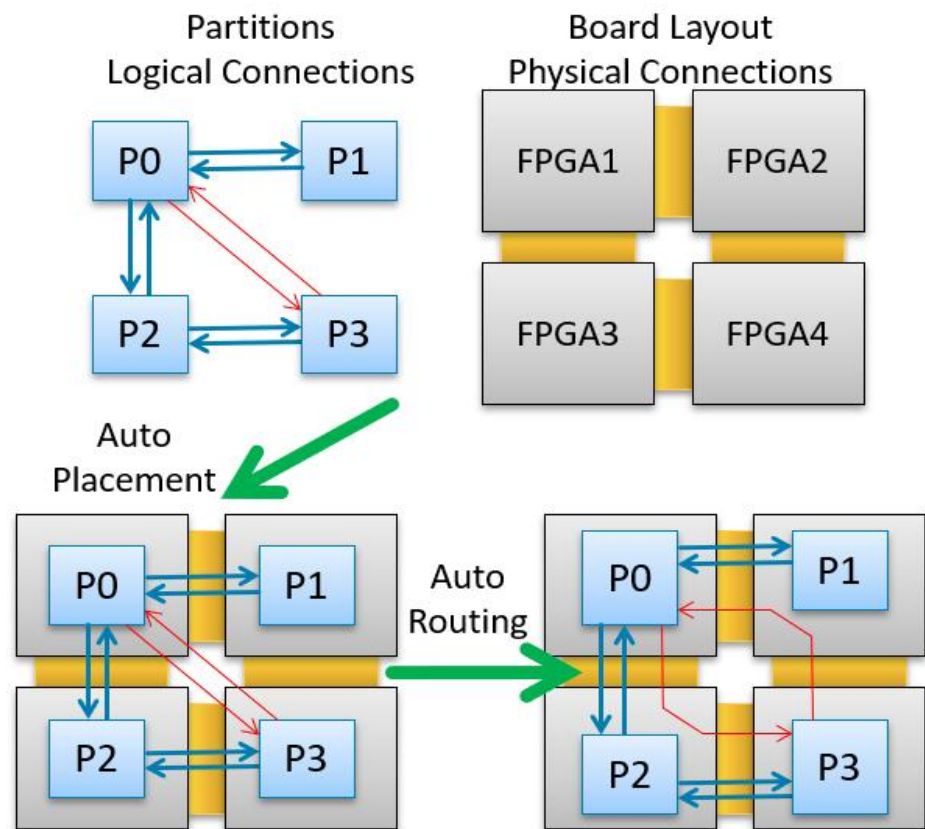 Partitions
Logical Connections
Board Layout
Physical Connections
P0
P1
P2
P3
FPGA1
FPGA2
FPGA3
FPGA4
Auto
Placement
P0
P1
P2
P3
Auto
Routing
P0
P1
P2
P3